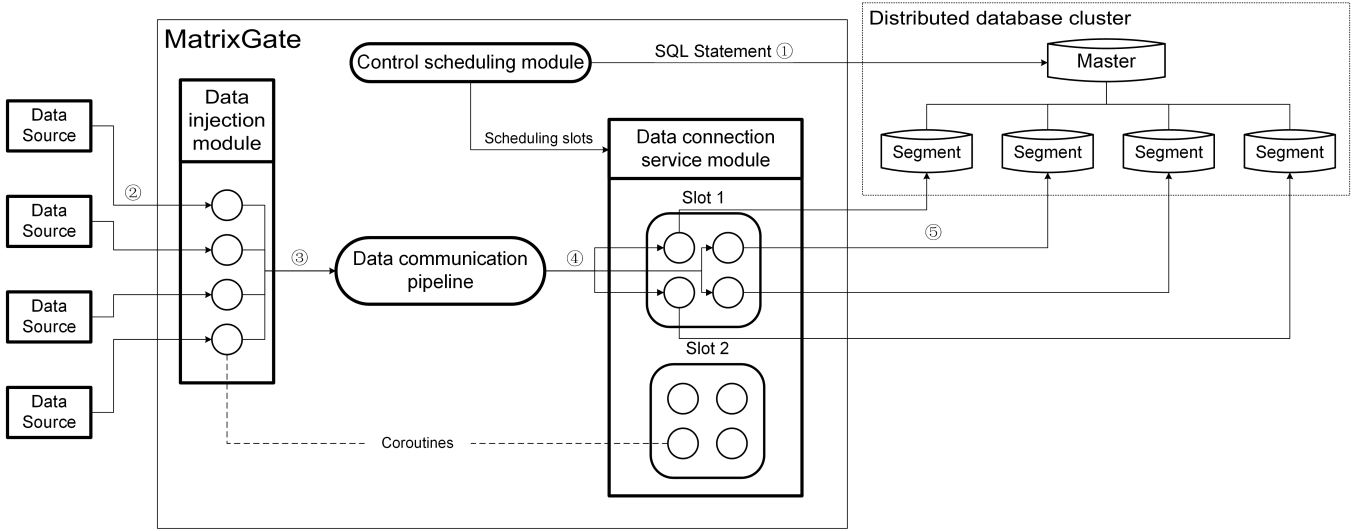 Distributed database cluster
MatrixGate
Control scheduling module
SQL Statement ①
Master
Data
injection
module
Data
Source
Scheduling slots
Data connection
service module
Segment
Segment
Segment
Segment
②
Slot 1
Data
Source
③
Data communication
pipeline
④
⑤
Data
Source
Slot 2
Data
Source
Coroutines